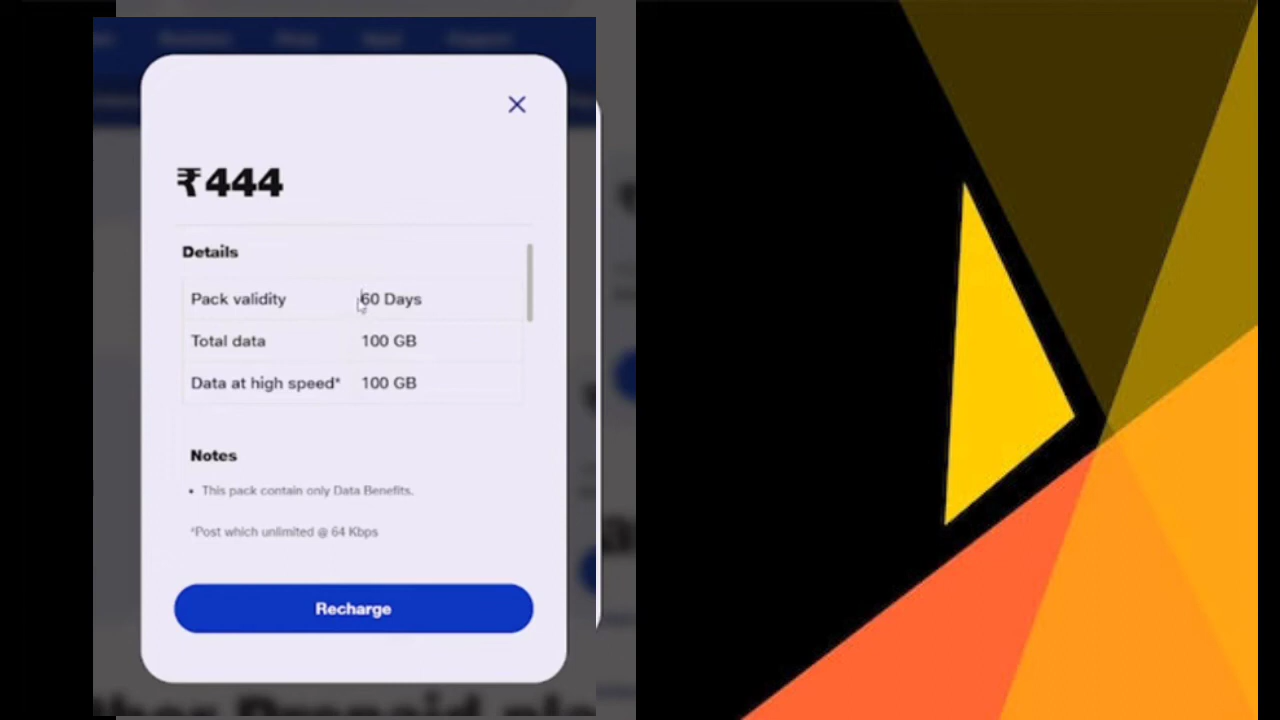 ₹444
Details
Pack validity 60 Days
Total data 100 GB
Data at high speed* 100 GB
Notes
• This pack contain only Data Benefits.
*Post which unlimited @ 64 Kbps
Recharge